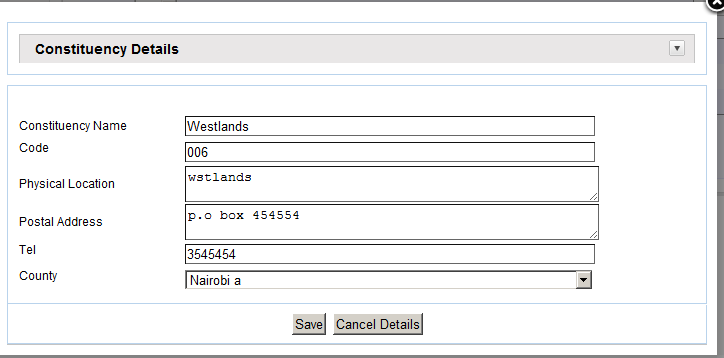 Constituency Details
Constituency Name Westlands
Code 006
Physical Location wstlands
Postal Address p.o box 454554
Tel 3545454
County Nairobi a
Save Cancel Details